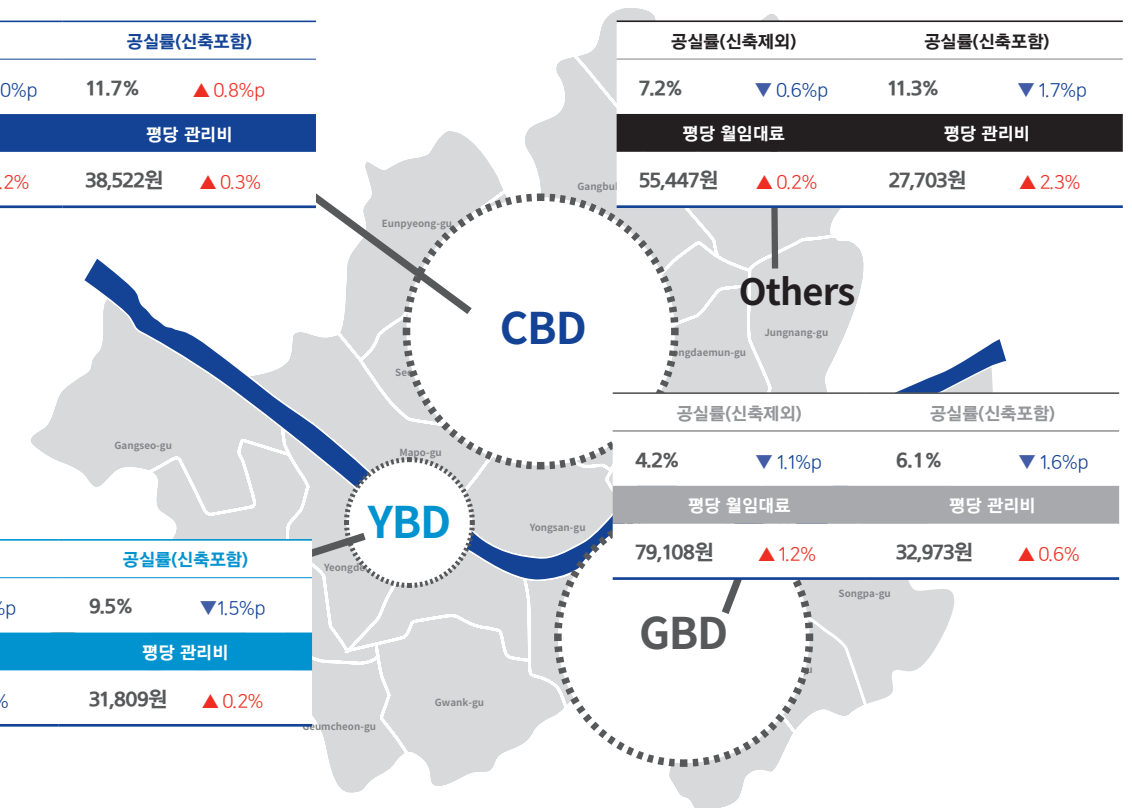 공실률(신축포함)
0%p 11.7% ▲0.8%p
평당 관리비
.2% 38,522원 ▲0.3%
공실률(신축제외) 공실률(신축포함)
7.2% ▼0.6%p 11.3% ▼1.7%p
평당 월임대료 평당 관리비
55,447원 ▲0.2% 27,703원 ▲2.3%
Eunpyeong-gu
CBD
Others
Jungnang-gu
ngdaemun-gu
Gangseo-gu
Mapo-gu
YBD
Yongsan-gu
공실률(신축제외) 공실률(신축포함)
4.2% ▼1.1%p 6.1% ▼1.6%p
평당 월임대료 평당 관리비
79,108원 ▲1.2% 32,973원 ▲0.6%
공실률(신축포함)
%p 9.5% ▼1.5%p
평당 관리비
% 31,809원 ▲0.2%
GBD
Songpa-gu
Gwank-gu
Geumcheon-gu